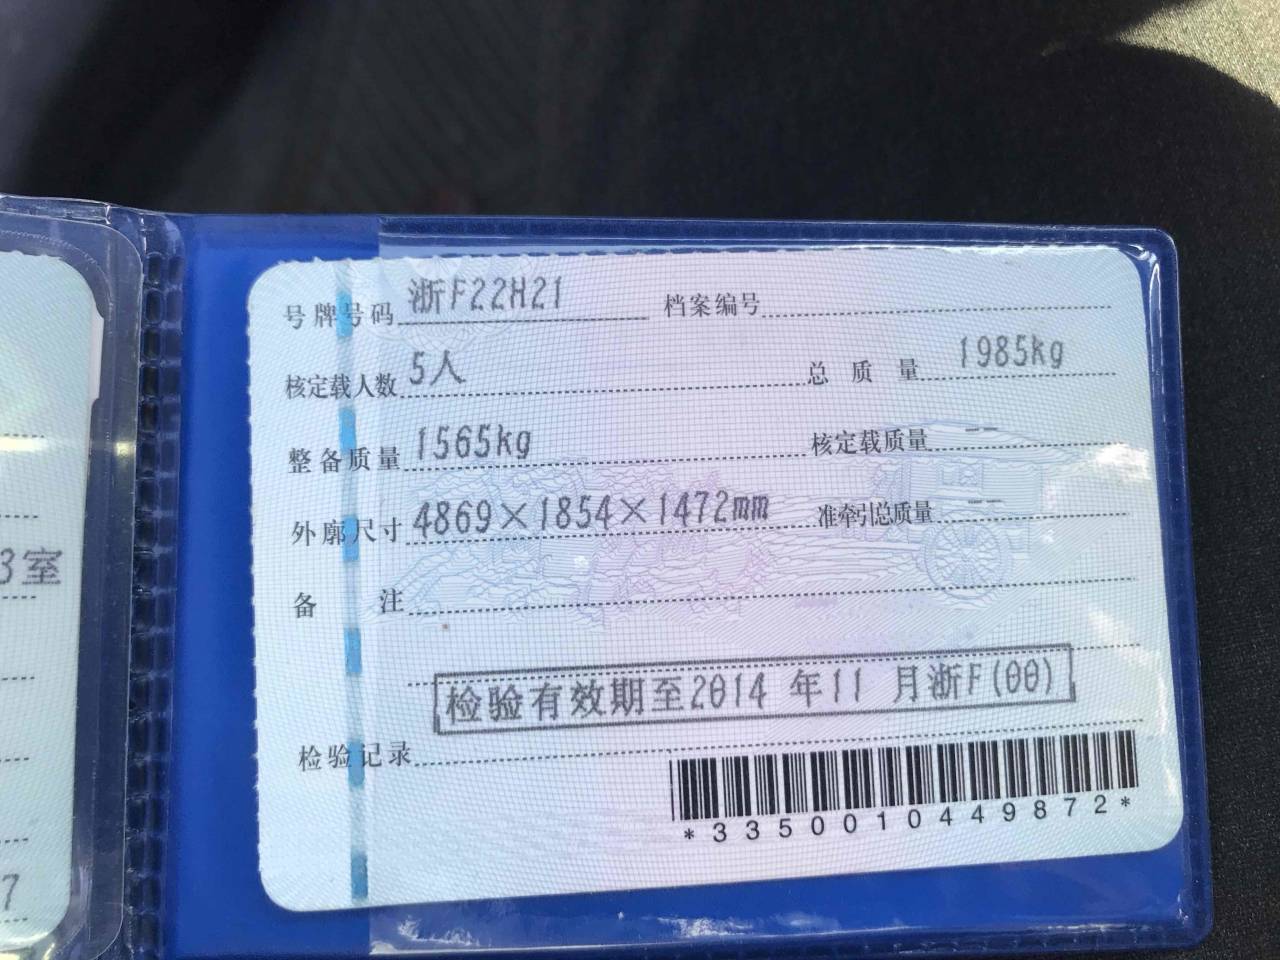 号牌号码 浙F22H21 档案编号
核定载人数 5人 总质量 1985kg
整备质量 1565kg 核定载质量 --
外廓尺寸 4869×1854×1472mm 准牵引总质量 --
备注
检验有效期至2014 年11 月浙F(00)
检验记录
*3350010449872*
3室
7